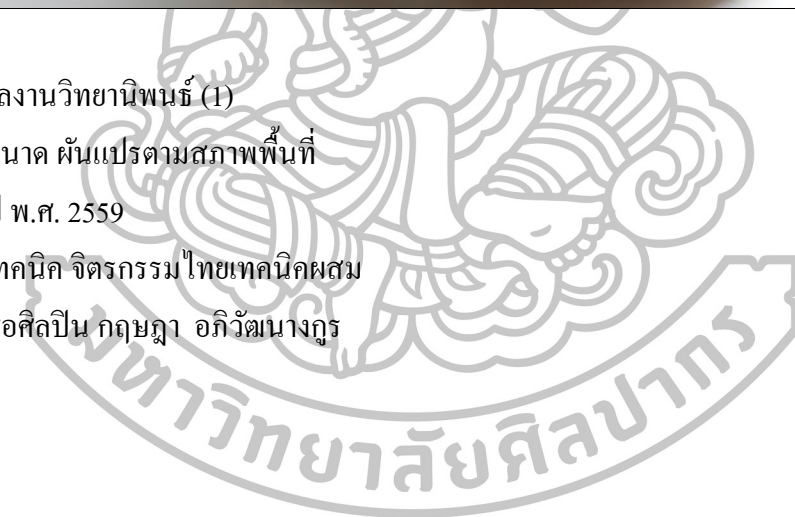 ลงานวิทยานิพนธ์ (1)
นาด ผันแปรตามสภาพพื้นที่
พ.ศ. 2559
ทคนิค จิตรกรรมไทยเทคนิคผสม
อศิลปิน กฤษฎา อภิวัฒนางกูร
มหาวิทยาลัยศิลปากร